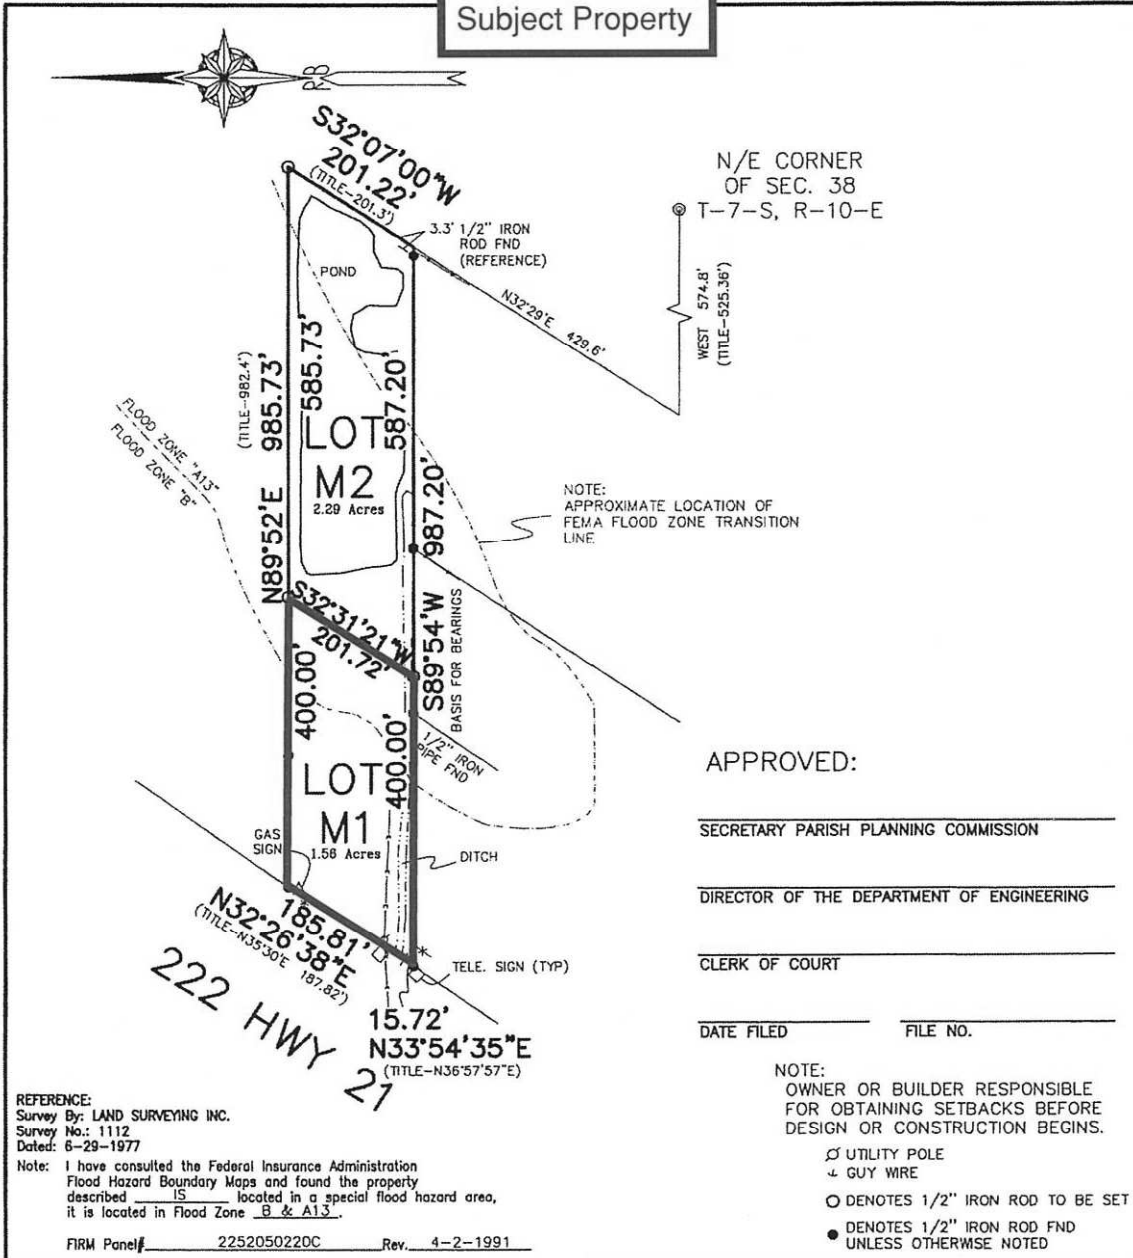 Subject Property
RB
S32°07'00"W
201.22'
(TITLE-201.3')
N/E CORNER
OF SEC. 38
T-7-S, R-10-E
3.3' 1/2" IRON
ROD FND
(REFERENCE)
POND
N32°29'E 429.6'
WEST 574.8'
(TITLE-525.36')
(TITLE-982.4')
N89°52'E 985.73'
585.73'
587.20'
LOT
M2
2.29 Acres
FLOOD ZONE "A13"
FLOOD ZONE "B"
S89°54'W 987.20'
BASIS FOR BEARINGS
NOTE:
APPROXIMATE LOCATION OF
FEMA FLOOD ZONE TRANSITION
LINE
S32°31'21"W
201.72'
400.00'
400.00'
1/2" IRON
PIPE FND
LOT
M1
1.56 Acres
GAS
SIGN
DITCH
185.81'
N32°26'38"E
(TITLE-N35°30'E 187.82')
TELE. SIGN (TYP)
15.72'
N33°54'35"E
(TITLE-N36°57'57"E)
222 HWY 21
APPROVED:
SECRETARY PARISH PLANNING COMMISSION
DIRECTOR OF THE DEPARTMENT OF ENGINEERING
CLERK OF COURT
DATE FILED FILE NO.
NOTE:
OWNER OR BUILDER RESPONSIBLE
FOR OBTAINING SETBACKS BEFORE
DESIGN OR CONSTRUCTION BEGINS.
UTILITY POLE
GUY WIRE
DENOTES 1/2" IRON ROD TO BE SET
DENOTES 1/2" IRON ROD FND
UNLESS OTHERWISE NOTED
REFERENCE:
Survey By: LAND SURVEYING INC.
Survey No.: 1112
Dated: 6-29-1977
Note: I have consulted the Federal Insurance Administration
Flood Hazard Boundary Maps and found the property
described IS located in a special flood hazard area,
it is located in Flood Zone B & A13.
FIRM Panel# 2252050220C Rev. 4-2-1991